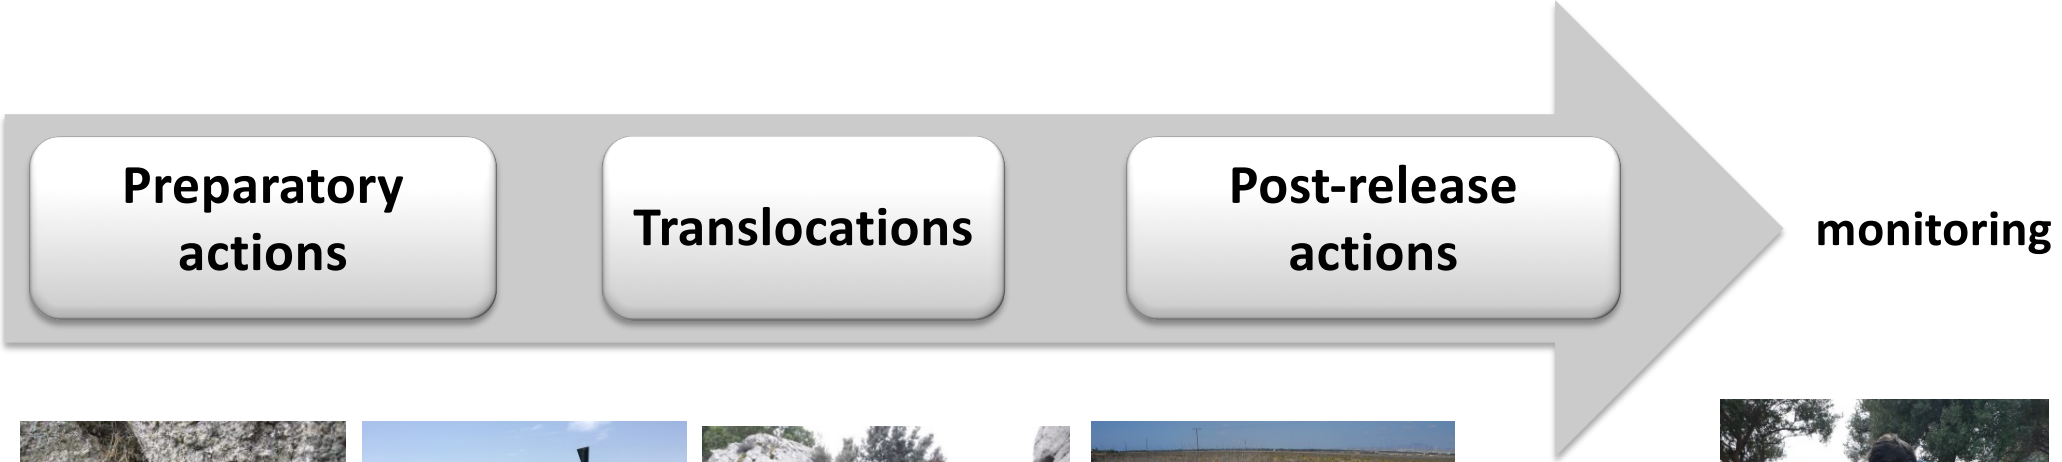 Preparatory
actions
Translocations
Post-release
actions
monitoring